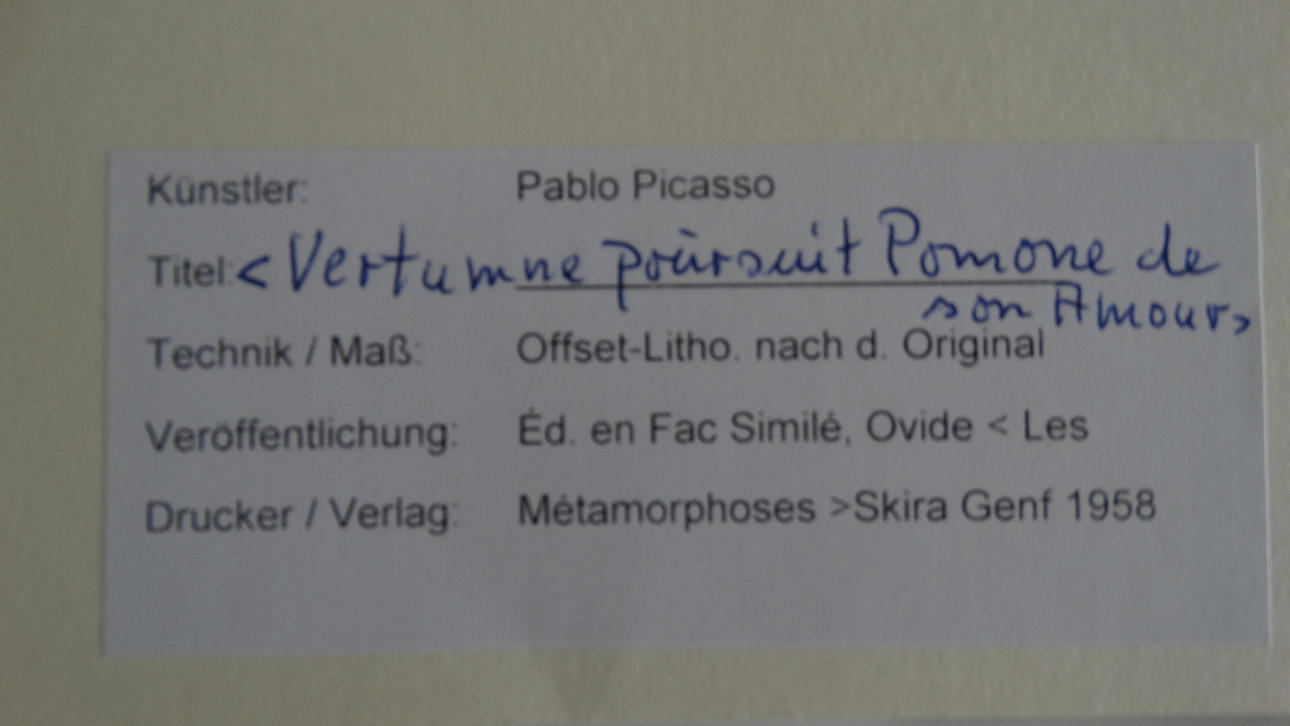 Künstler: Pablo Picasso
Titel: < Vertumne poursuit Pomone de
son Amour >
Technik / Maß: Offset-Litho. nach d. Original
Veröffentlichung: Éd. en Fac Similé, Ovide < Les
Drucker / Verlag: Métamorphoses >Skira Genf 1958